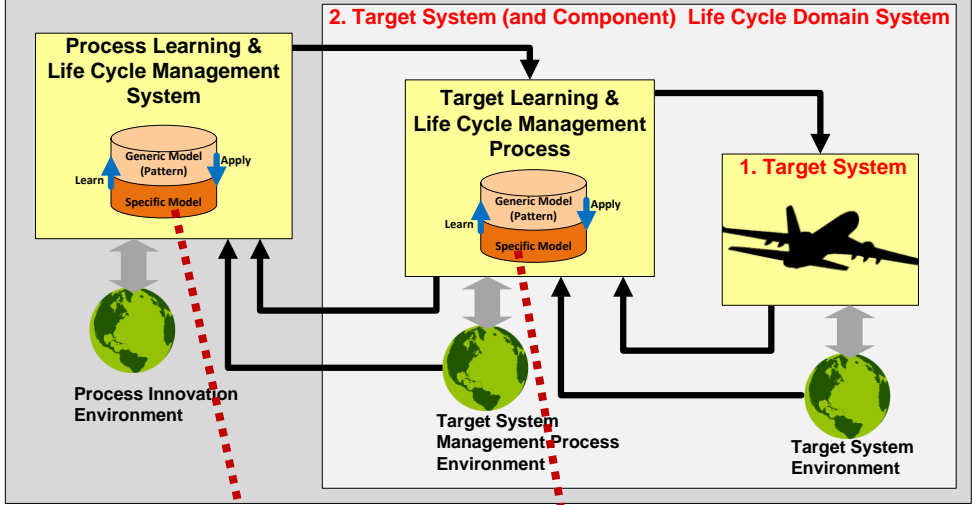 2. Target System (and Component)  Life Cycle Domain System
Process Learning &
Life Cycle Management
System
Generic Model
(Pattern)
Learn
Apply
Specific Model
Target Learning &
Life Cycle Management
Process
Generic Model
(Pattern)
Learn
Apply
Specific Model
1. Target System
Process Innovation
Environment
Target System
Management Process
Environment
Target System
Environment